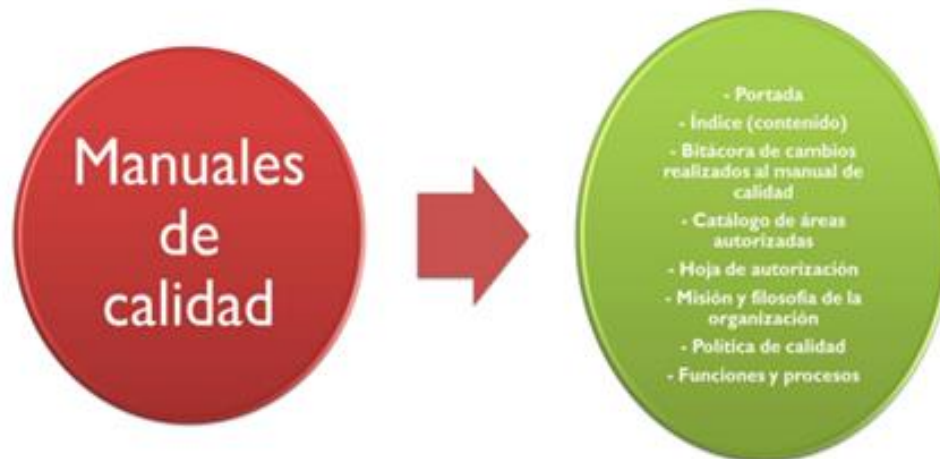 Manuales
de
calidad
- Portada
- Índice (contenido)
- Bitácora de cambios
realizados al manual de
calidad
- Catálogo de áreas
autorizadas
- Hoja de autorización
- Misión y filosofia de la
organización
- Política de calidad
- Funciones y procesos